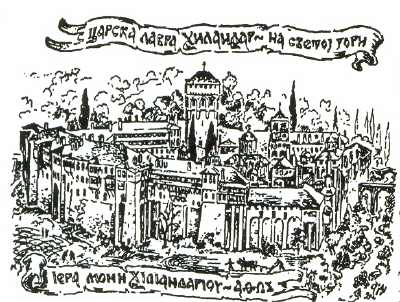 ЦАРСКА ЛАВРА ХИЛАНДАР~ НА СВЕТОЈ ГОРИ
ΙΕΡΑ ΜΟΝΗ ΧΙΛΙΑΝΔΑΡΙΟΥ~ΑΘΩΣ